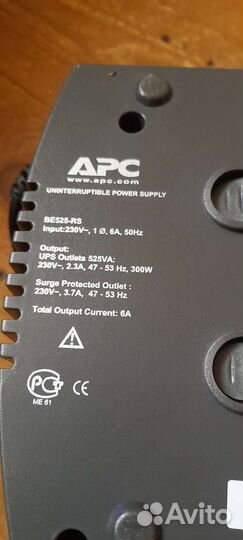 APC
www.apc.com
UNINTERRUPTIBLE POWER SUPPLY
BE525-RS
Input:230V~, 1 Ø, 6A, 50Hz
Output:
UPS Outlets 525VA:
230V~, 2.3A, 47 - 53 Hz, 300W
Surge Protected Outlet :
230V~, 3.7A, 47 - 53 Hz
Total Output Current: 6A
РСТ CE
ME 61
Avito